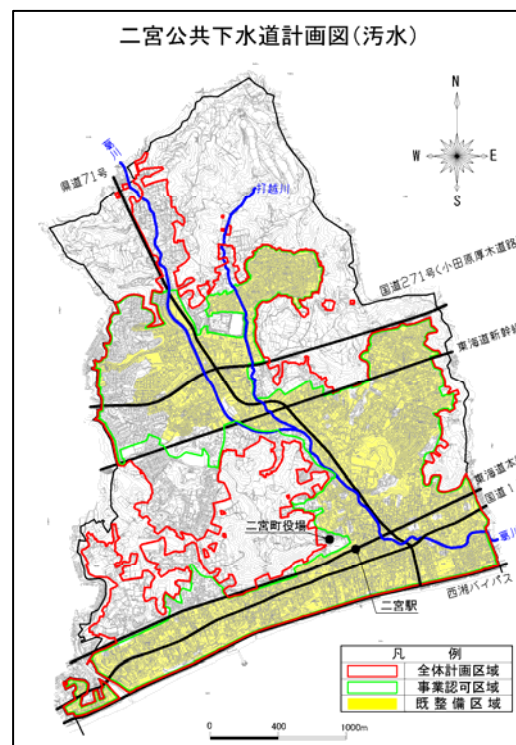 二宮公共下水道計画図(汚水)
N
W
E
S
葛川
県道71号
打越川
国道271号(小田原厚木道路
東海道新幹線
東海道本
国道1
葛川
二宮町役場
西湘バイパス
二宮駅
凡 例
全体計画区域
事業認可区域
既整備区域
0 400 1000m